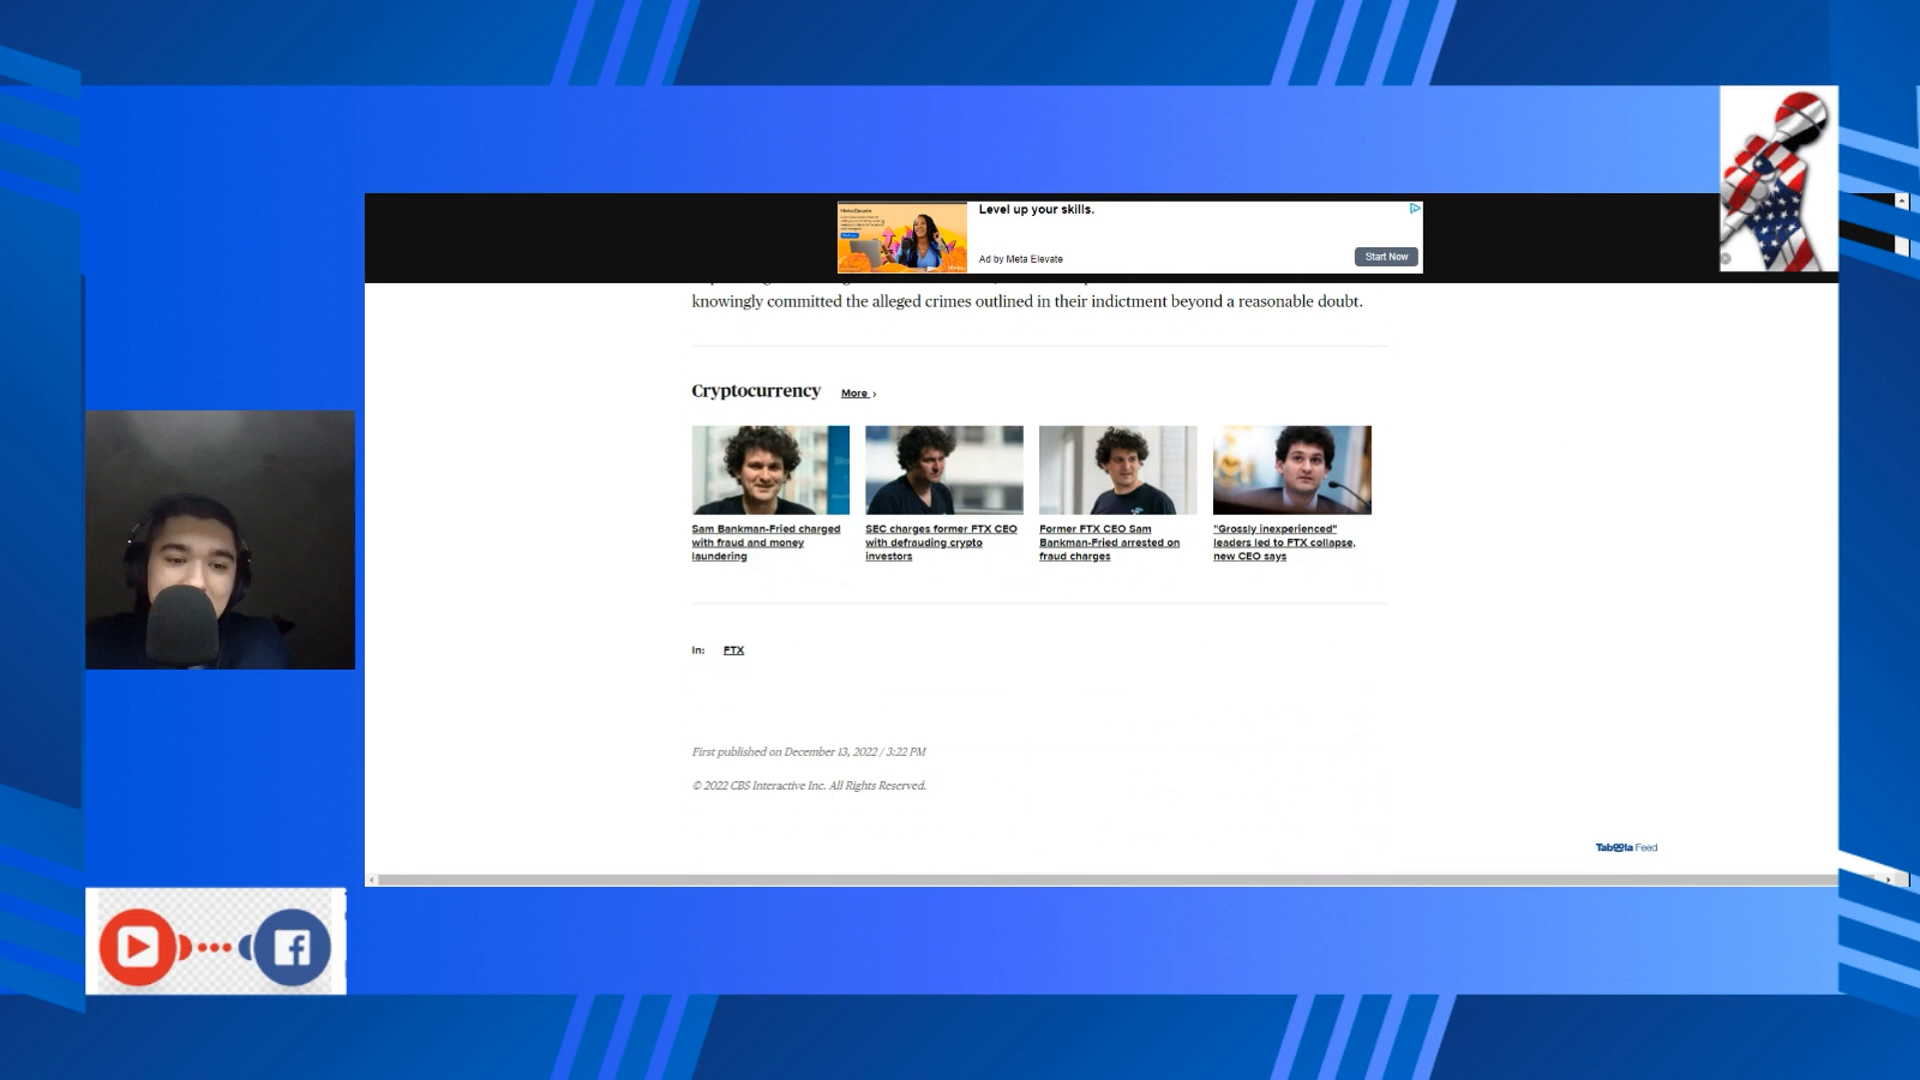 Level up your skills.
Ad by Meta Elevate
Start Now
knowingly committed the alleged crimes outlined in their indictment beyond a reasonable doubt.
Cryptocurrency More ›
Sam Bankman-Fried charged
with fraud and money
laundering
SEC charges former FTX CEO
with defrauding crypto
investors
Former FTX CEO Sam
Bankman-Fried arrested on
fraud charges
"Grossly inexperienced"
leaders led to FTX collapse,
new CEO says
In: FTX
First published on December 13, 2022 / 3:22 PM
© 2022 CBS Interactive Inc. All Rights Reserved.
Taboola Feed